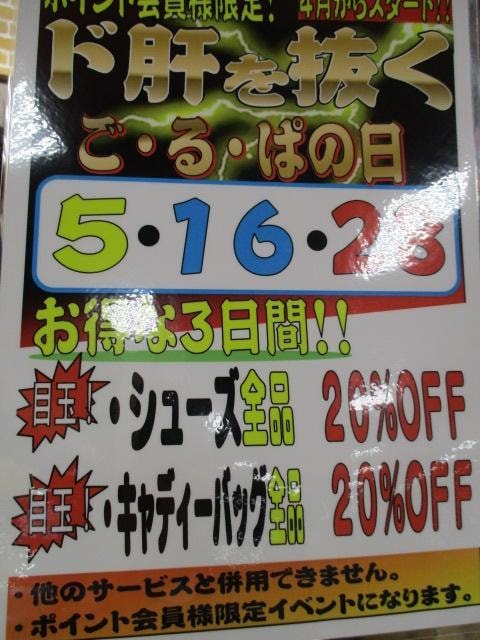 ポイント会員様限定! 4月からスタート!!
ド肝を抜く
ご・る・ぱの日
5・16・28
お得な3日間!!
目玉!・シューズ全品 20%OFF
目玉!・キャディーバッグ全品 20%OFF
・他のサービスと併用できません。
・ポイント会員様限定イベントになります。